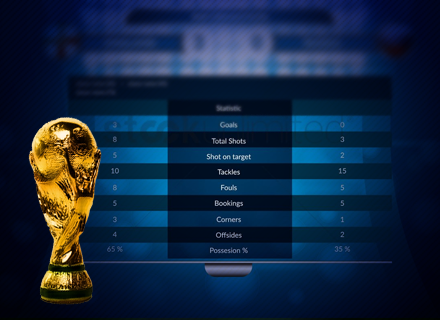 Statistic
Goals 0
8 Total Shots 3
5 Shot on target 2
10 Tackles 15
8 Fouls 5
5 Bookings 5
3 Corners 1
4 Offsides 2
65 % Possesion % 35 %